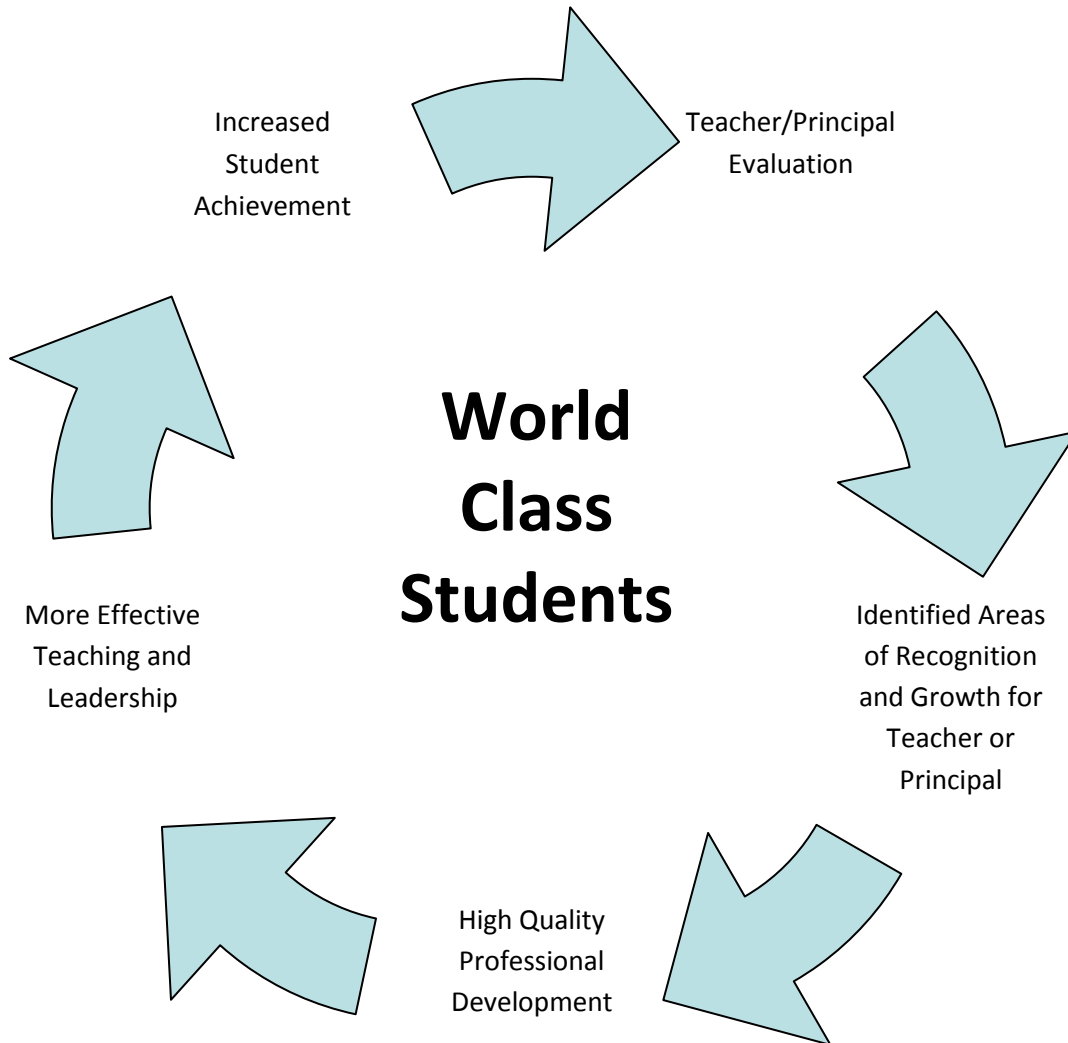 Increased
Student
Achievement
Teacher/Principal
Evaluation
World
Class
Students
More Effective
Teaching and
Leadership
Identified Areas
of Recognition
and Growth for
Teacher or
Principal
High Quality
Professional
Development